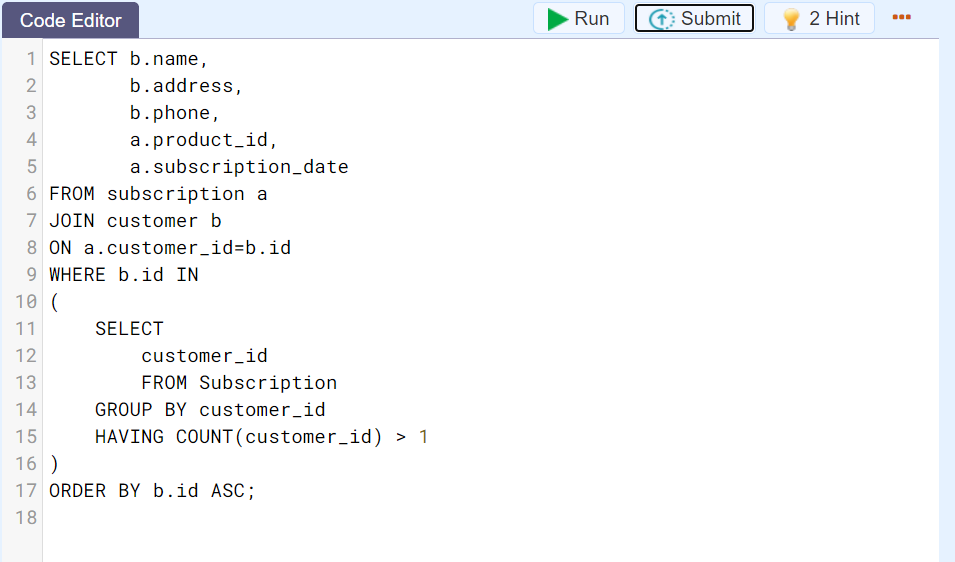 Code Editor
Run
Submit
2 Hint
1 SELECT b.name,
2 b.address,
3 b.phone,
4 a.product_id,
5 a.subscription_date
6 FROM subscription a
7 JOIN customer b
8 ON a.customer_id=b.id
9 WHERE b.id IN
10 (
11 SELECT
12 customer_id
13 FROM Subscription
14 GROUP BY customer_id
15 HAVING COUNT(customer_id) > 1
16 )
17 ORDER BY b.id ASC;
18